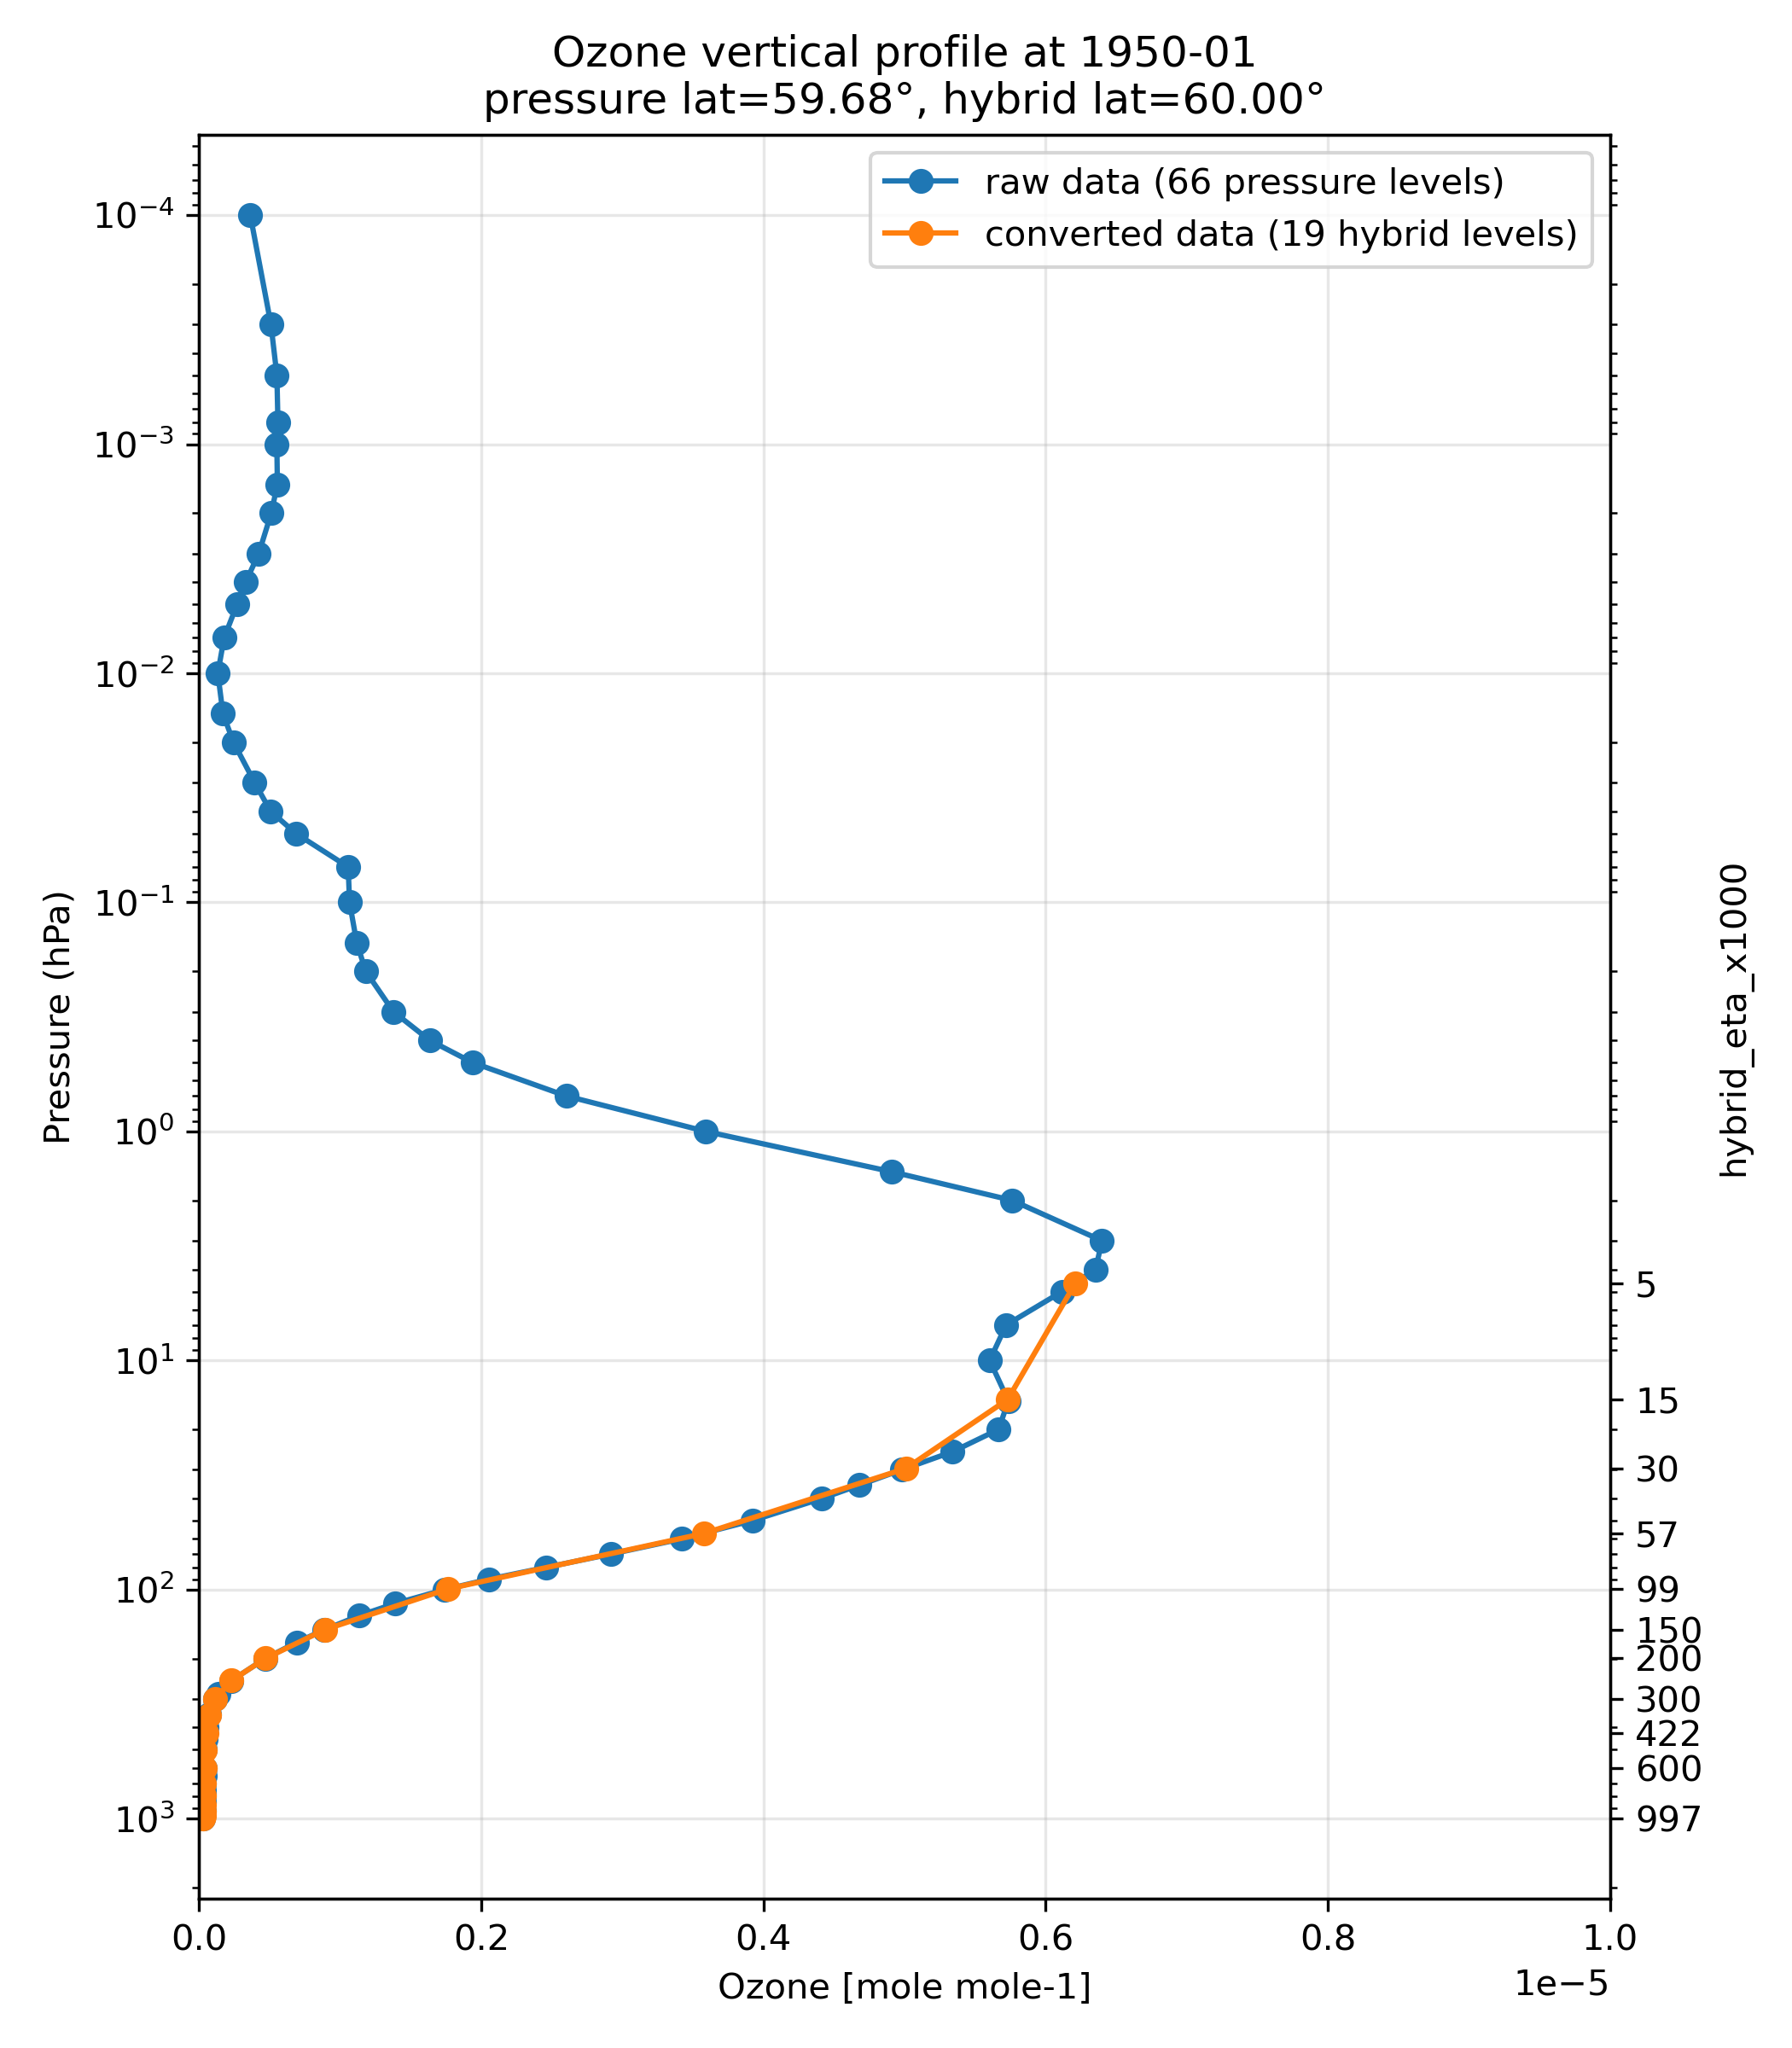 Ozone vertical profile at 1950-01
pressure lat=59.68°, hybrid lat=60.00°
raw data (66 pressure levels)
converted data (19 hybrid levels)
Pressure (hPa)
10⁻⁴
10⁻³
10⁻²
10⁻¹
10⁰
10¹
10²
10³
hybrid_eta_x1000
5
15
30
57
99
150
200
300
422
600
997
0.0 0.2 0.4 0.6 0.8 1.0
Ozone [mole mole-1]
1e−5